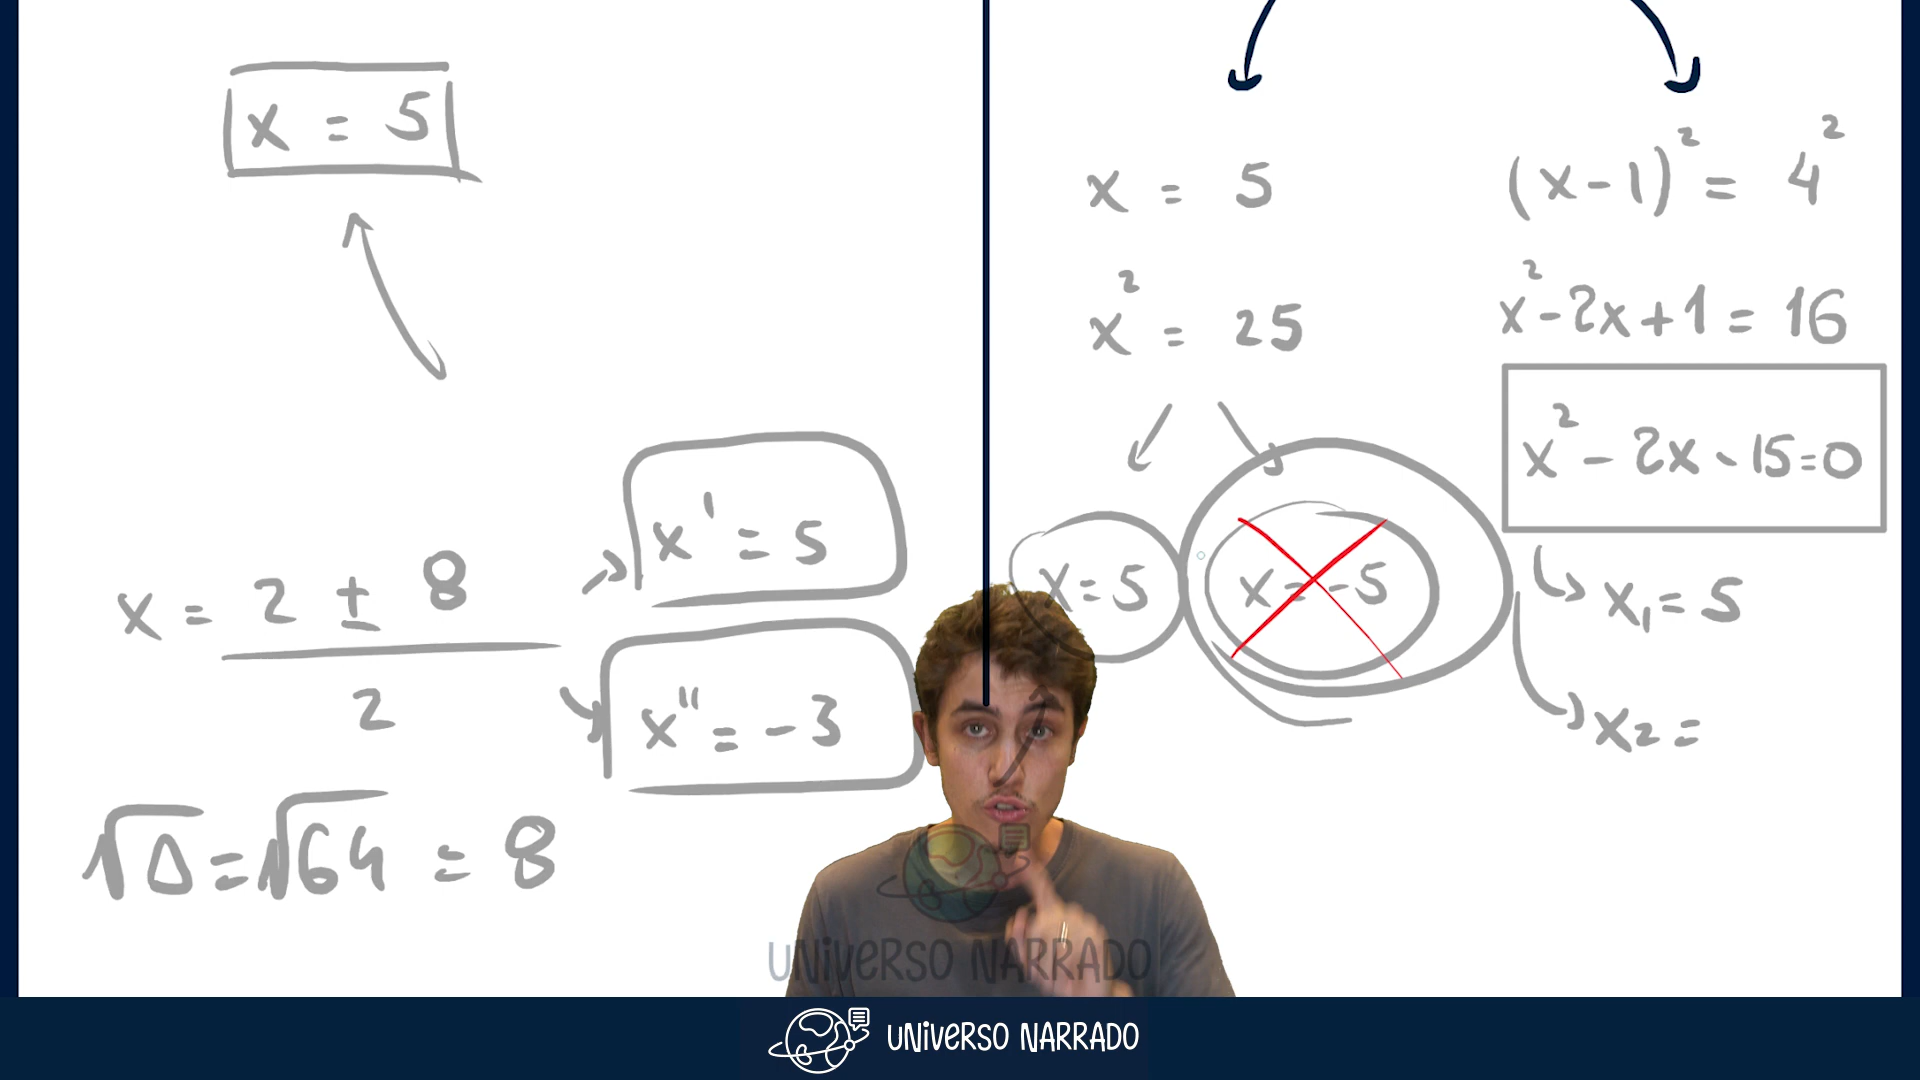 x = 5
x = 2 ± 8
2
x' = 5
x'' = -3
√Δ = √64 = 8
x = 5
x² = 25
x = 5
x = -5
(x - 1)² = 4²
x² - 2x + 1 = 16
x² - 2x - 15 = 0
x₁ = 5
x₂ =
UNIVERSO NARRADO
UNIVERSO NARRADO